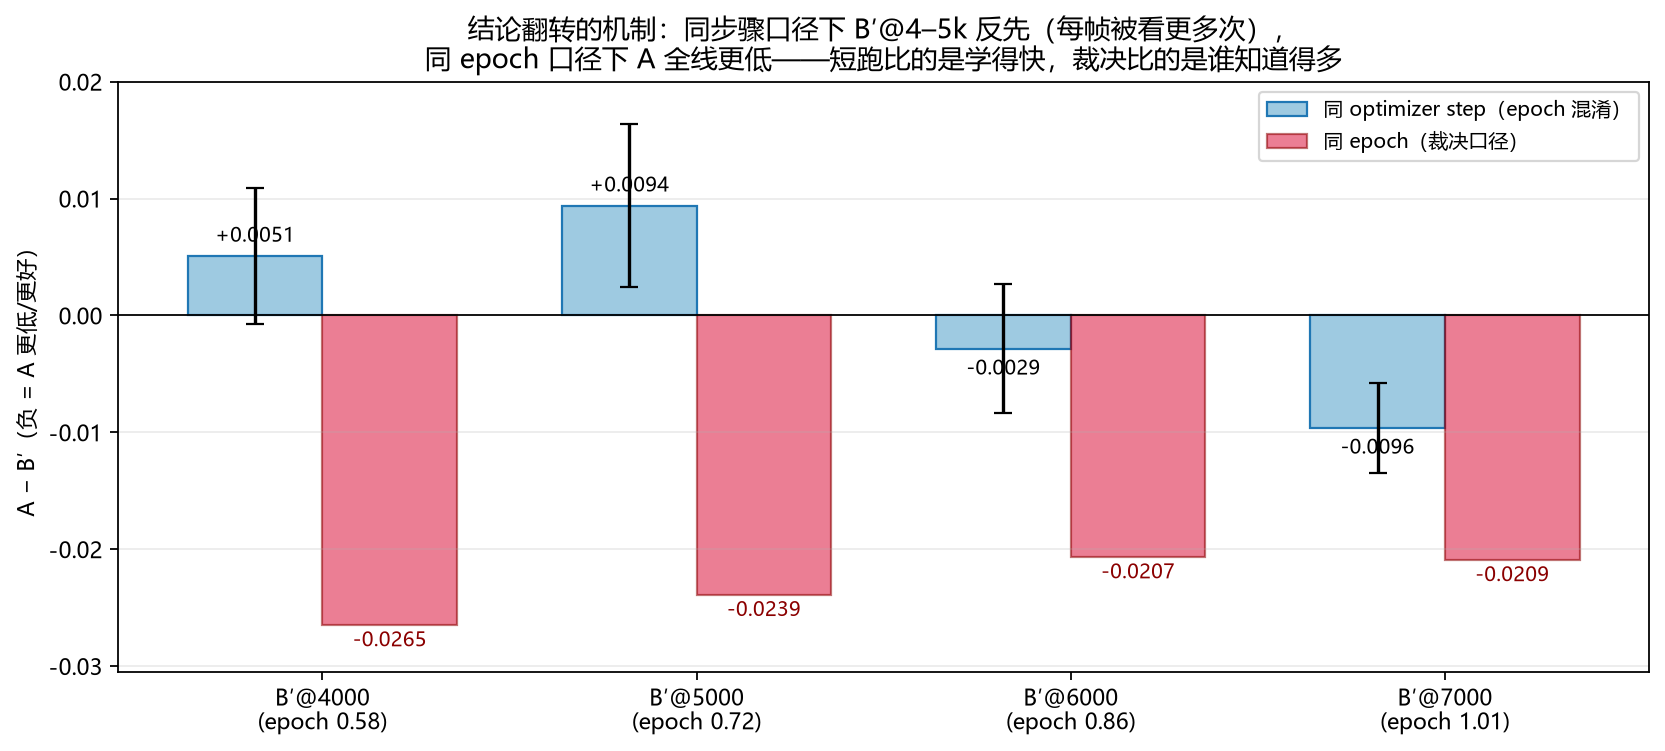 结论翻转的机制：同步骤口径下 B′@4–5k 反先（每帧被看更多次），
同 epoch 口径下 A 全线更低——短跑比的是学得快，裁决比的是谁知道得多
同 optimizer step（epoch 混淆）
同 epoch（裁决口径）
A − B′（负 = A 更低/更好）
0.02
0.01
0.00
-0.01
-0.02
-0.03
+0.0051
+0.0094
-0.0029
-0.0096
-0.0265
-0.0239
-0.0207
-0.0209
B′@4000
(epoch 0.58)
B′@5000
(epoch 0.72)
B′@6000
(epoch 0.86)
B′@7000
(epoch 1.01)